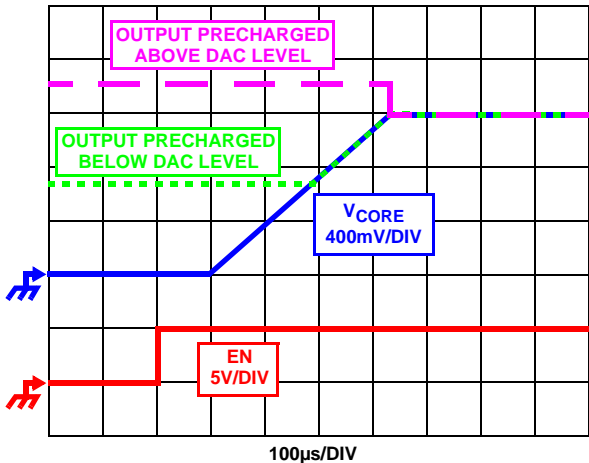 OUTPUT PRECHARGED
ABOVE DAC LEVEL
OUTPUT PRECHARGED
BELOW DAC LEVEL
VCORE
400mV/DIV
EN
5V/DIV
100µs/DIV